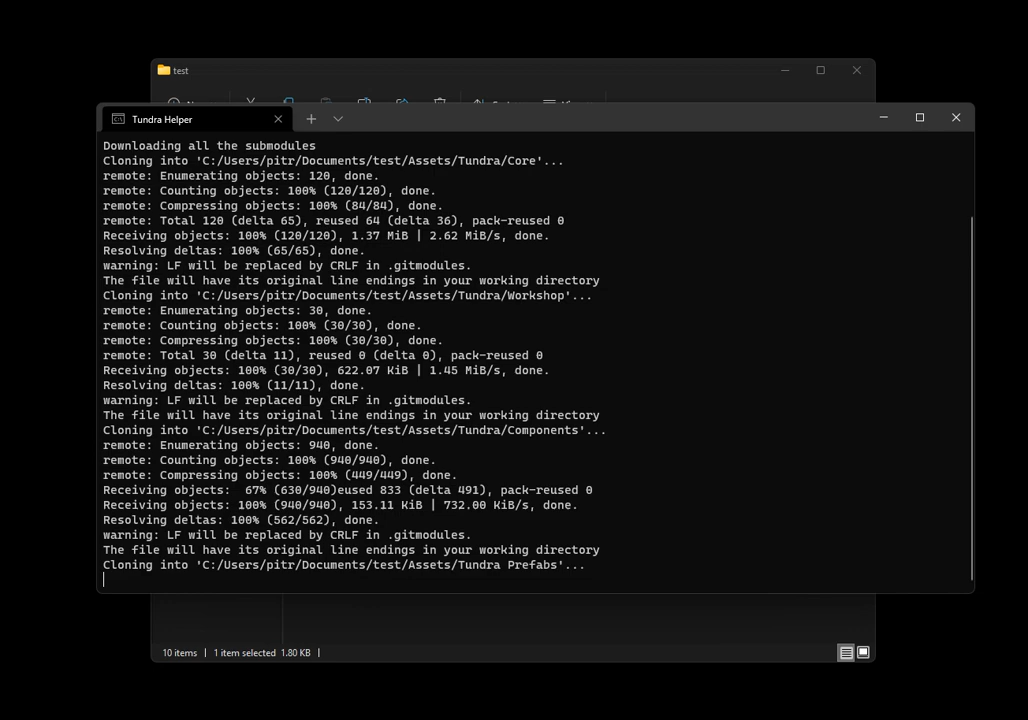 test
Tundra Helper
Downloading all the submodules
Cloning into 'C:/Users/pitr/Documents/test/Assets/Tundra/Core'...
remote: Enumerating objects: 120, done.
remote: Counting objects: 100% (120/120), done.
remote: Compressing objects: 100% (84/84), done.
remote: Total 120 (delta 65), reused 64 (delta 36), pack-reused 0
Receiving objects: 100% (120/120), 1.37 MiB | 2.62 MiB/s, done.
Resolving deltas: 100% (65/65), done.
warning: LF will be replaced by CRLF in .gitmodules.
The file will have its original line endings in your working directory
Cloning into 'C:/Users/pitr/Documents/test/Assets/Tundra/Workshop'...
remote: Enumerating objects: 30, done.
remote: Counting objects: 100% (30/30), done.
remote: Compressing objects: 100% (30/30), done.
remote: Total 30 (delta 11), reused 0 (delta 0), pack-reused 0
Receiving objects: 100% (30/30), 622.07 KiB | 1.45 MiB/s, done.
Resolving deltas: 100% (11/11), done.
warning: LF will be replaced by CRLF in .gitmodules.
The file will have its original line endings in your working directory
Cloning into 'C:/Users/pitr/Documents/test/Assets/Tundra/Components'...
remote: Enumerating objects: 940, done.
remote: Counting objects: 100% (940/940), done.
remote: Compressing objects: 100% (449/449), done.
Receiving objects:  67% (630/940)eused 833 (delta 491), pack-reused 0
Receiving objects: 100% (940/940), 153.11 KiB | 732.00 KiB/s, done.
Resolving deltas: 100% (562/562), done.
warning: LF will be replaced by CRLF in .gitmodules.
The file will have its original line endings in your working directory
Cloning into 'C:/Users/pitr/Documents/test/Assets/Tundra Prefabs'...
10 items | 1 item selected 1.80 KB |